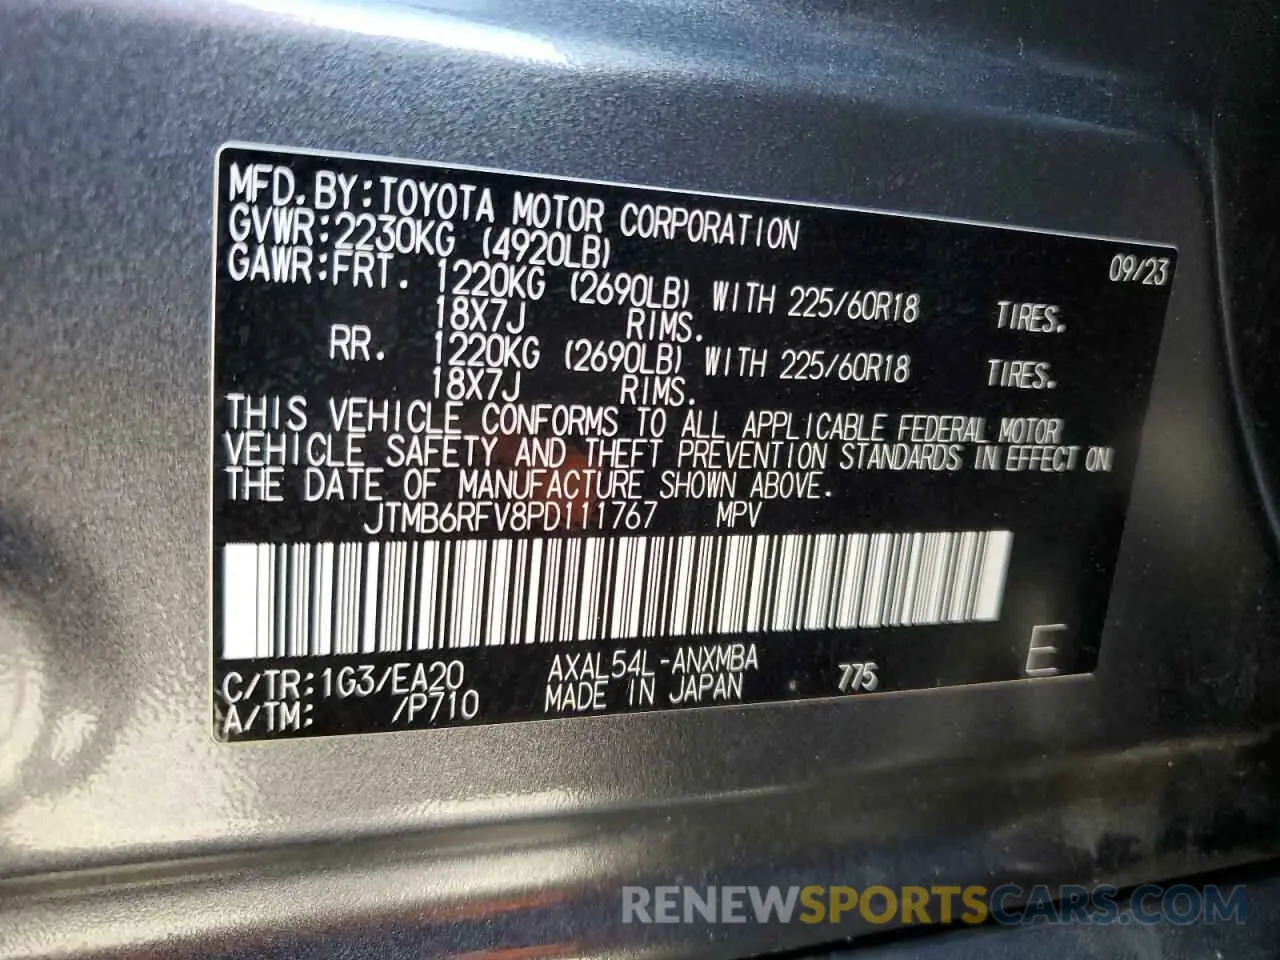 MFD.BY:TOYOTA MOTOR CORPORATION 09/23
GVWR:2230KG (4920LB)
GAWR:FRT. 1220KG (2690LB) WITH 225/60R18 TIRES.
18X7J RIMS.
RR. 1220KG (2690LB) WITH 225/60R18 TIRES.
18X7J RIMS.
THIS VEHICLE CONFORMS TO ALL APPLICABLE FEDERAL MOTOR
VEHICLE SAFETY AND THEFT PREVENTION STANDARDS IN EFFECT ON
THE DATE OF MANUFACTURE SHOWN ABOVE.
JTMB6RFV8PD111767 MPV
C/TR:1G3/EA20 AXAL54L-ANXMBA 775 E
A/TM: /P710 MADE IN JAPAN
RENEWSPORTSCARS.COM